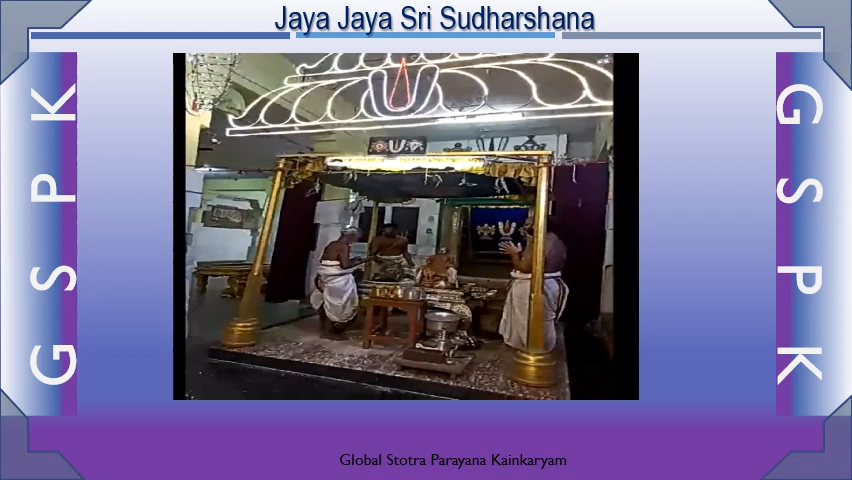 Jaya Jaya Sri Sudharshana
G S P K
G S P K
Global Stotra Parayana Kainkaryam